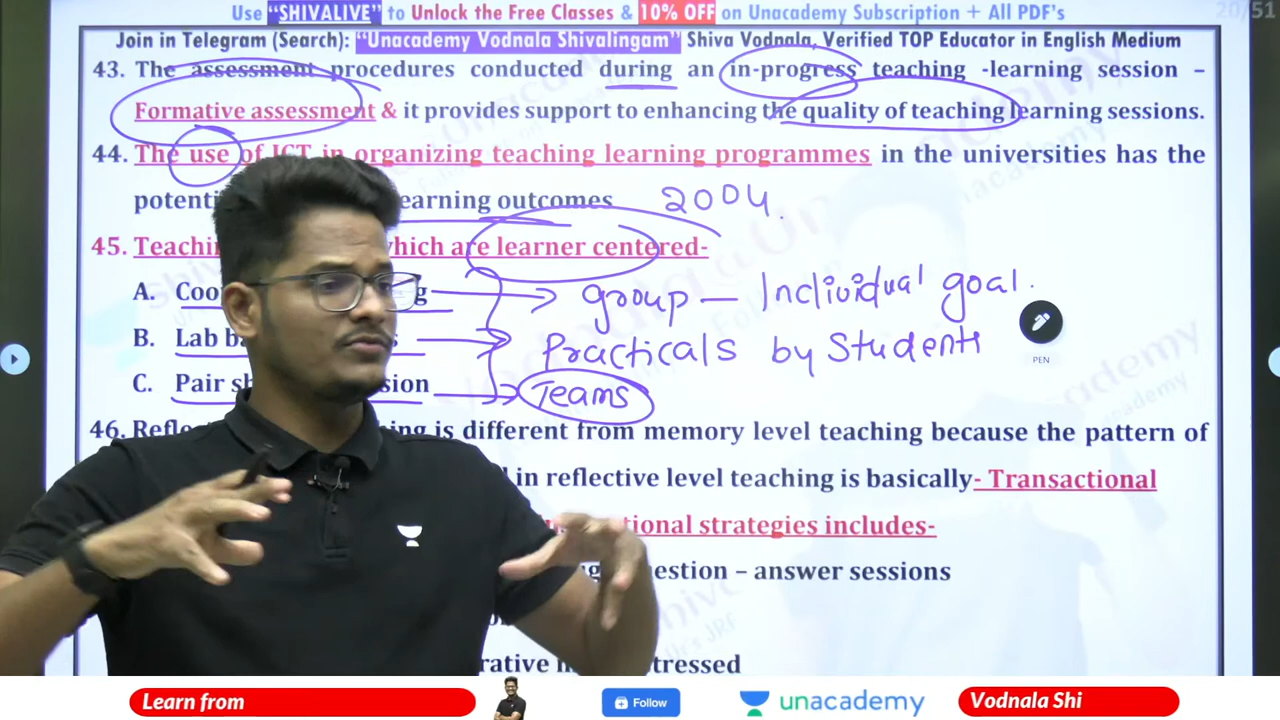 Use "SHIVALIVE" to Unlock the Free Classes & 10% OFF on Unacademy Subscription + All PDF's
20/51
Join in Telegram (Search): "Unacademy Vodnala Shivalingam" Shiva Vodnala, Verified TOP Educator in English Medium
43. The assessment procedures conducted during an in-progress teaching -learning session –
Formative assessment & it provides support to enhancing the quality of teaching learning sessions.
44. The use of ICT in organizing teaching learning programmes in the universities has the
potenti earning outcomes 2004.
45. Teachin which are learner centered-
A. Coo g group – Individual goal.
B. Lab b s Practicals by Students
PEN
C. Pair sh sion Teams
46. Refle ing is different from memory level teaching because the pattern of
in reflective level teaching is basically- Transactional
tional strategies includes-
g estion – answer sessions
rative tressed
Learn from
Follow
unacademy
Vodnala Shi